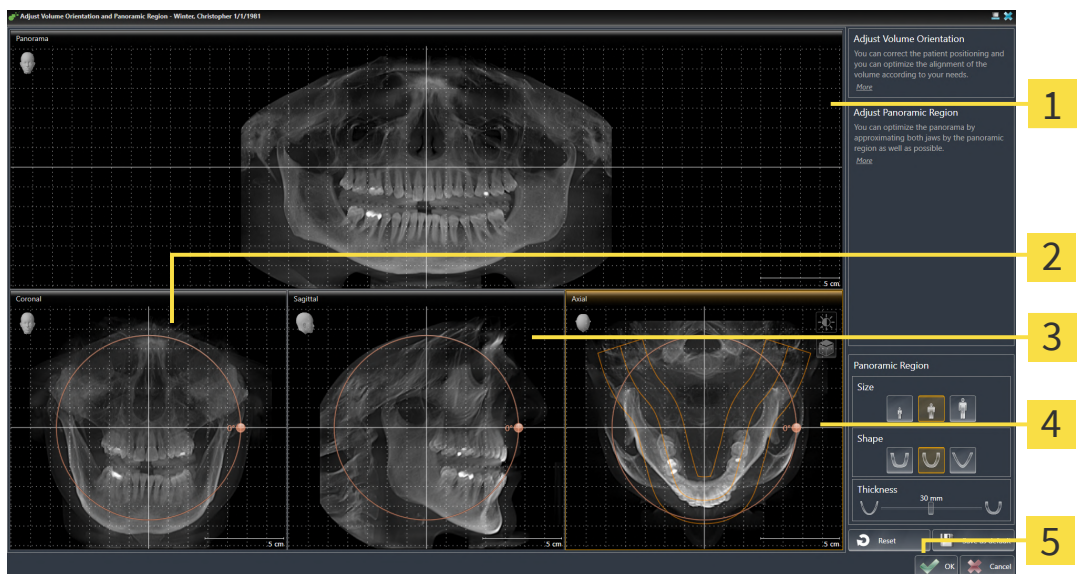 Adjust Volume Orientation and Panoramic Region - Winter, Christopher 1/1/1981
Panorama
5 cm
Coronal
0°
5 cm
Sagittal
5 cm
Axial
0°
5 cm
Adjust Volume Orientation
You can correct the patient positioning and
you can optimize the alignment of the
volume according to your needs.
More
Adjust Panoramic Region
You can optimize the panorama by
approximating both jaws by the panoramic
region as well as possible.
More
Panoramic Region
Size
Shape
Thickness
30 mm
Reset
Save as default
OK
Cancel
1
2
3
4
5